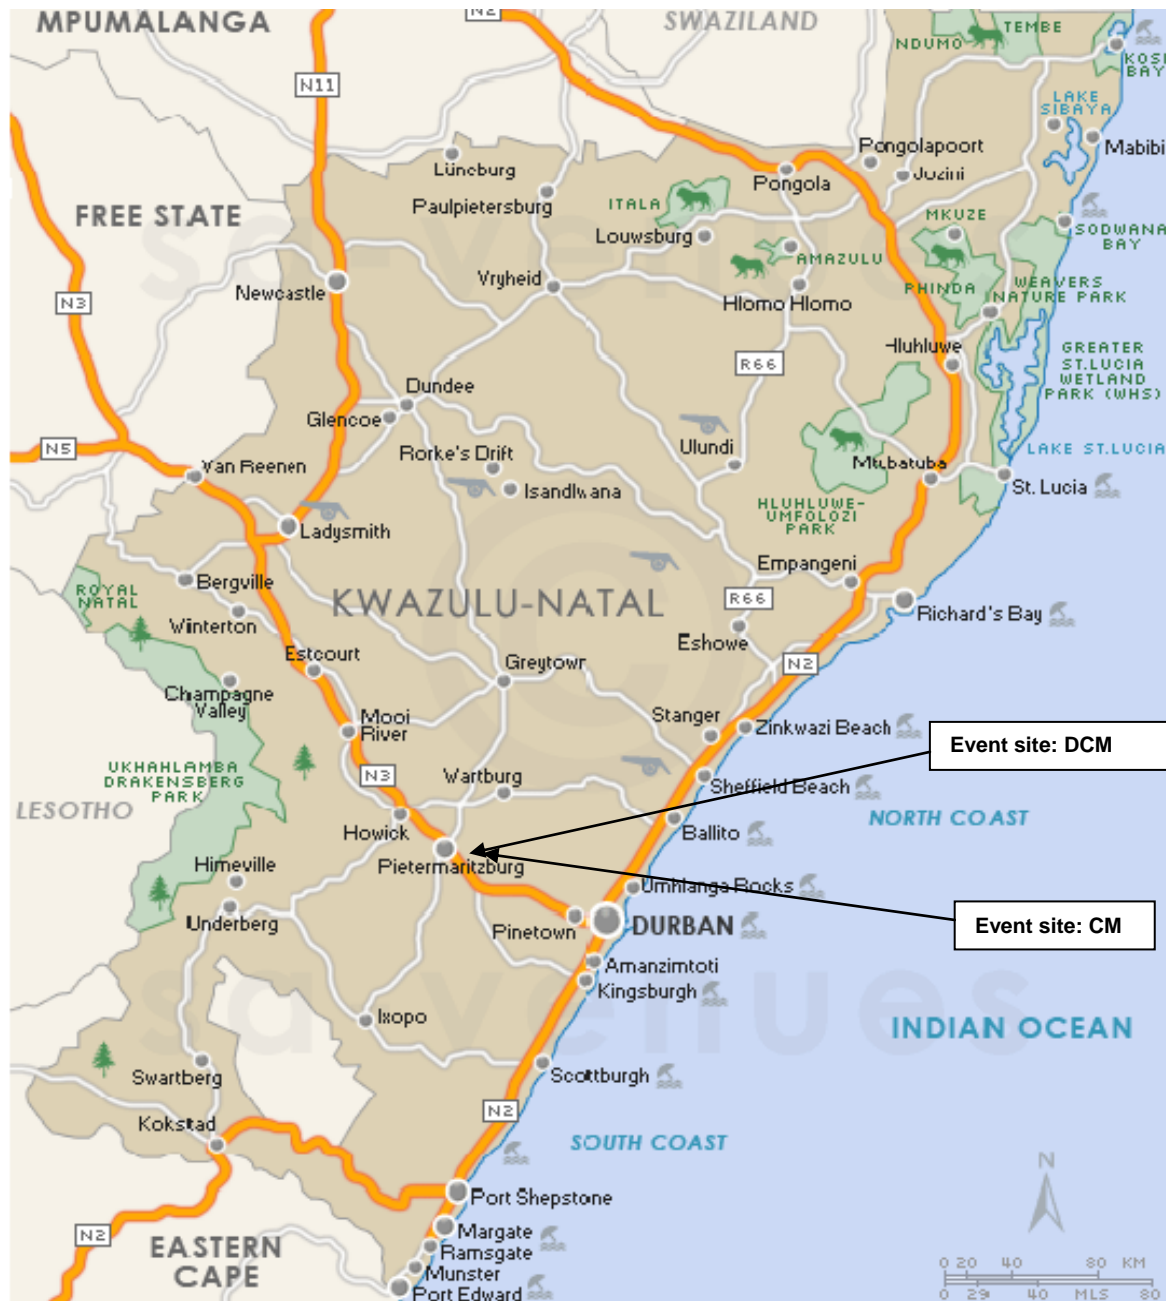 N2
MPUMALANGA
SWAZILAND
TEMBE
NDUMO
KOSI
BAY
N11
LAKE
SIBAYA
Pongolapoort
Mabibi
Lüneburg
Jozini
Pongola
ITALA
Paulpietersburg
FREE STATE
MKUZE
SODWANA
BAY
Louwsburg
AMAZULU
Vryheid
PHINDA
WEAVERS
NATURE PARK
Newcastle
N3
Hlomo Hlomo
Hluhluwe
GREATER
ST.LUCIA
WETLAND
PARK (WHS)
R66
Dundee
Glencoe
N5
Ulundi
LAKE ST.LUCIA
Rorke's Drift
Van Reenen
Mtubatuba
Isandlwana
St. Lucia
HLUHLUWE-
UMFOLOZI
PARK
Ladysmith
Empangeni
Bergville
ROYAL
NATAL
KWAZULU-NATAL
R66
Richard's Bay
Winterton
Eshowe
Estcourt
Greytown
N2
Champagne
Valley
Mooi
River
Stanger
Zinkwazi Beach
Event site: DCM
UKHAHLAMBA
DRAKENSBERG
PARK
N3
Wartburg
Sheffield Beach
LESOTHO
NORTH COAST
Howick
Ballito
Himeville
Pietermaritzburg
Umhlanga Rocks
Underberg
Pinetown
DURBAN
Event site: CM
Amanzimtoti
Kingsburgh
sa-venues
Ixopo
INDIAN OCEAN
Swartberg
Scottburgh
N2
Kokstad
SOUTH COAST
N
Port Shepstone
N2
Margate
EASTERN
CAPE
Ramsgate
Munster
Port Edward
0 20 40 80 KM
0 29 40 MLS 80